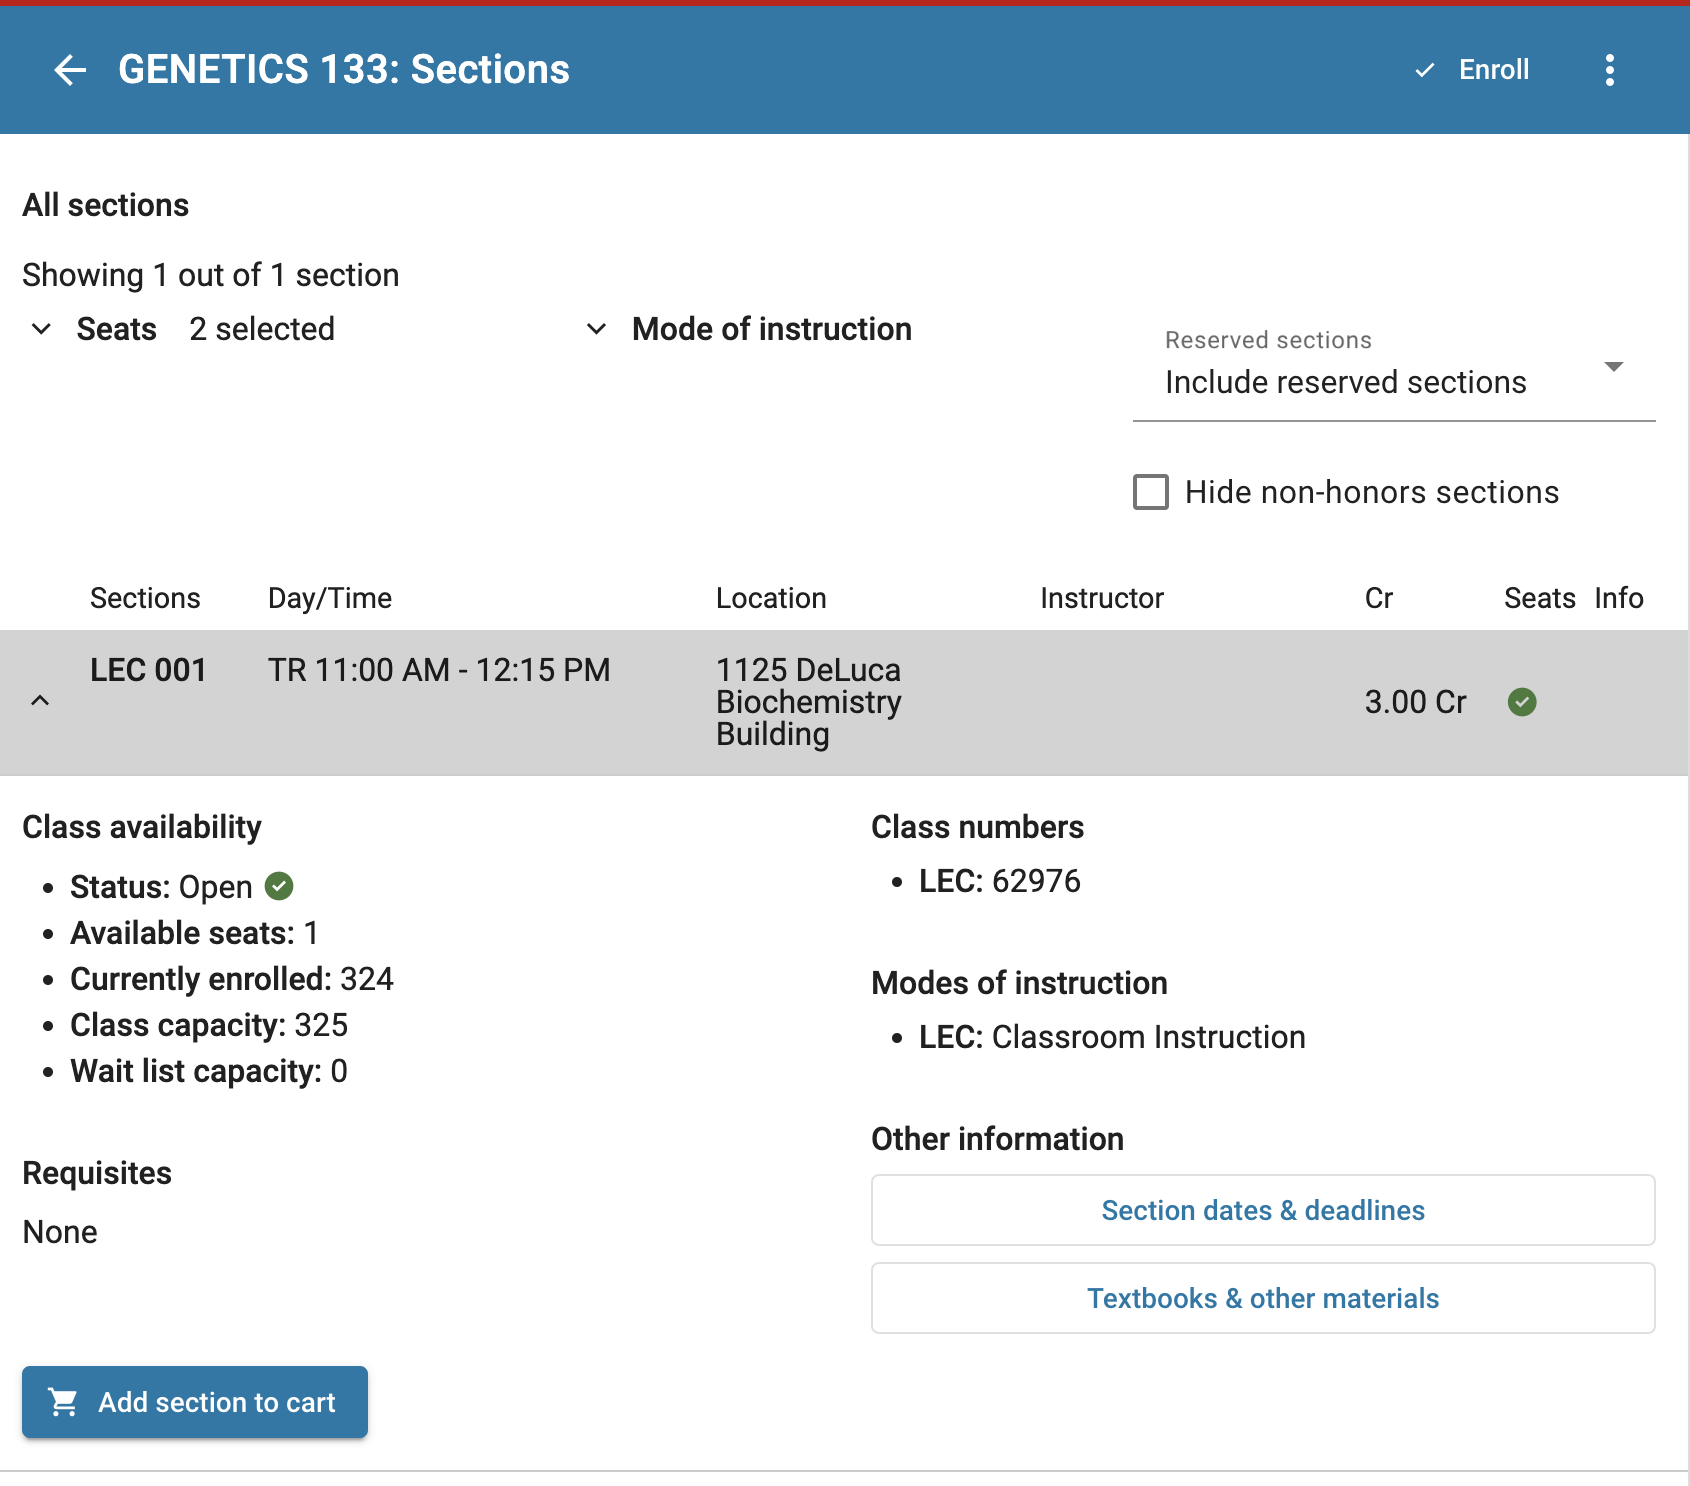 GENETICS 133: Sections
Enroll
All sections
Showing 1 out of 1 section
Seats 2 selected
Mode of instruction
Reserved sections
Include reserved sections
Hide non-honors sections
Sections Day/Time Location Instructor Cr Seats Info
LEC 001 TR 11:00 AM - 12:15 PM 1125 DeLuca
Biochemistry
Building
3.00 Cr
Class availability
Status: Open
Available seats: 1
Currently enrolled: 324
Class capacity: 325
Wait list capacity: 0
Requisites
None
Class numbers
LEC: 62976
Modes of instruction
LEC: Classroom Instruction
Other information
Section dates & deadlines
Textbooks & other materials
Add section to cart